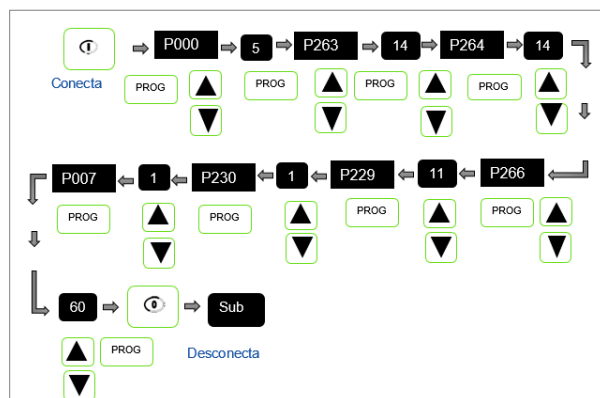 P000
5
P263
14
P264
14
Conecta
PROG
PROG
PROG
PROG
P007
1
P230
1
P229
11
P266
PROG
PROG
PROG
PROG
60
Sub
PROG
Desconecta